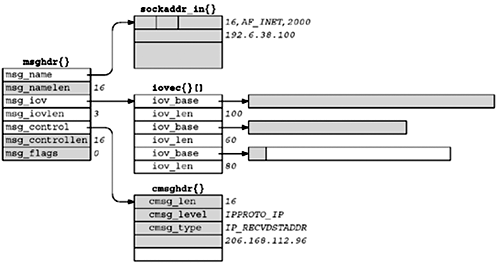 sockaddr_in{}
16,AF_INET,2000
192.6.38.100
msghdr{}
msg_name
msg_namelen 16
msg_iov
msg_iovlen 3
msg_control
msg_controllen 16
msg_flags 0
iovec{}[]
iov_base
iov_len 100
iov_base
iov_len 60
iov_base
iov_len 80
cmsghdr{}
cmsg_len 16
cmsg_level IPPROTO_IP
cmsg_type IP_RECVDSTADDR
206.168.112.96